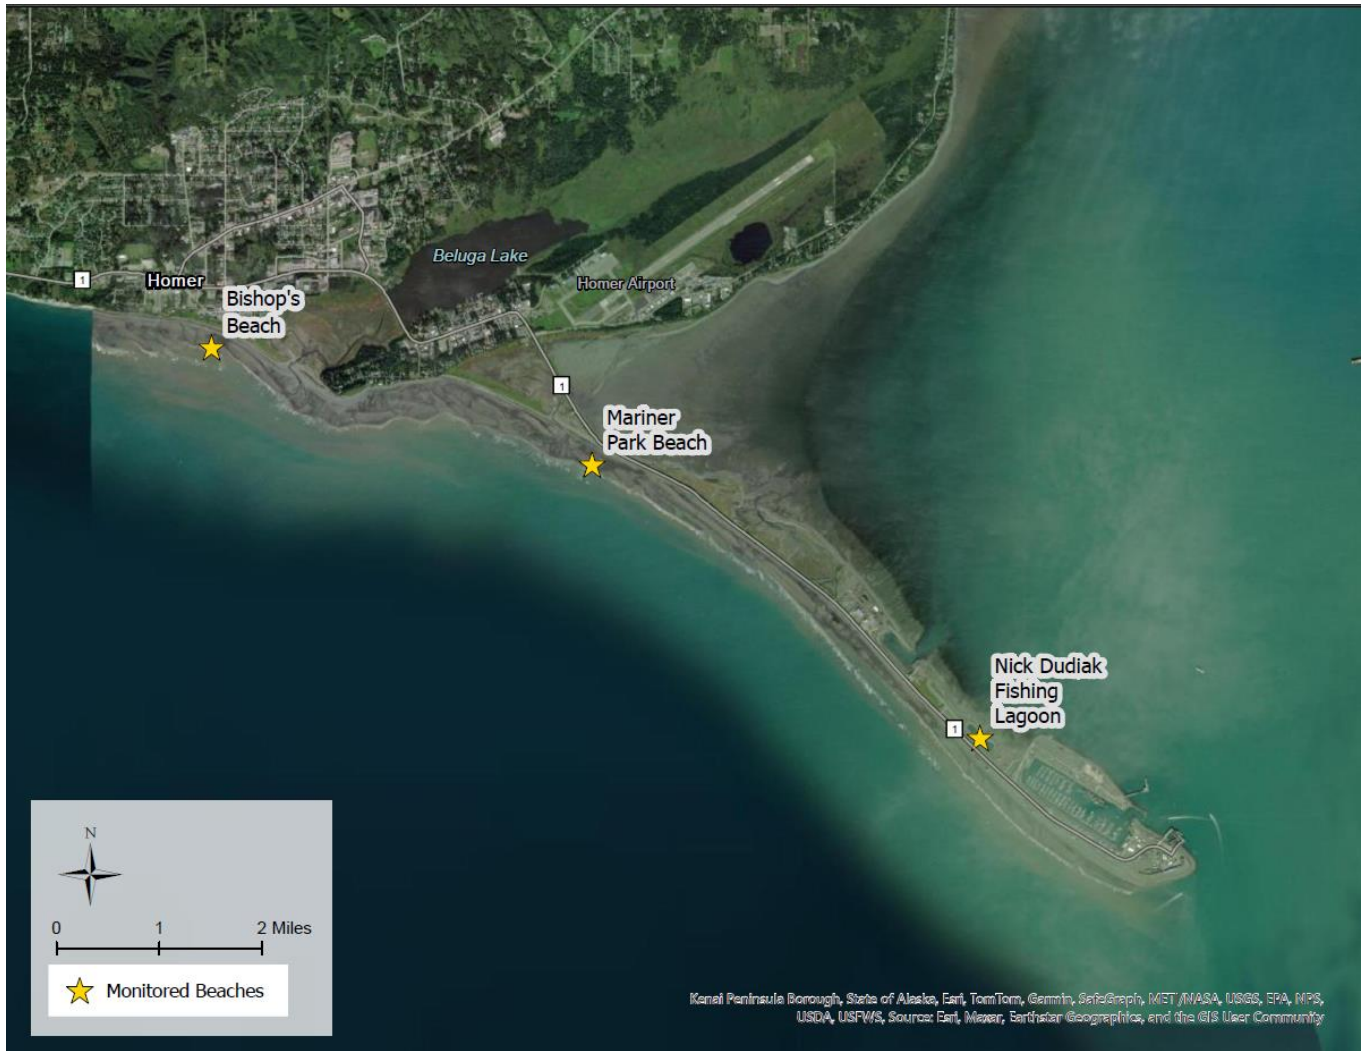 Beluga Lake
Homer Airport
1
Homer
Bishop's
Beach
1
Mariner
Park Beach
Nick Dudiak
Fishing
Lagoon
1
N
0 1 2 Miles
Monitored Beaches
Kenai Peninsula Borough, State of Alaska, Esri, TomTom, Garmin, SafeGraph, METI/NASA, USGS, EPA, NPS,
USDA, USFWS, Source: Esri, Maxar, Earthstar Geographics, and the GIS User Community